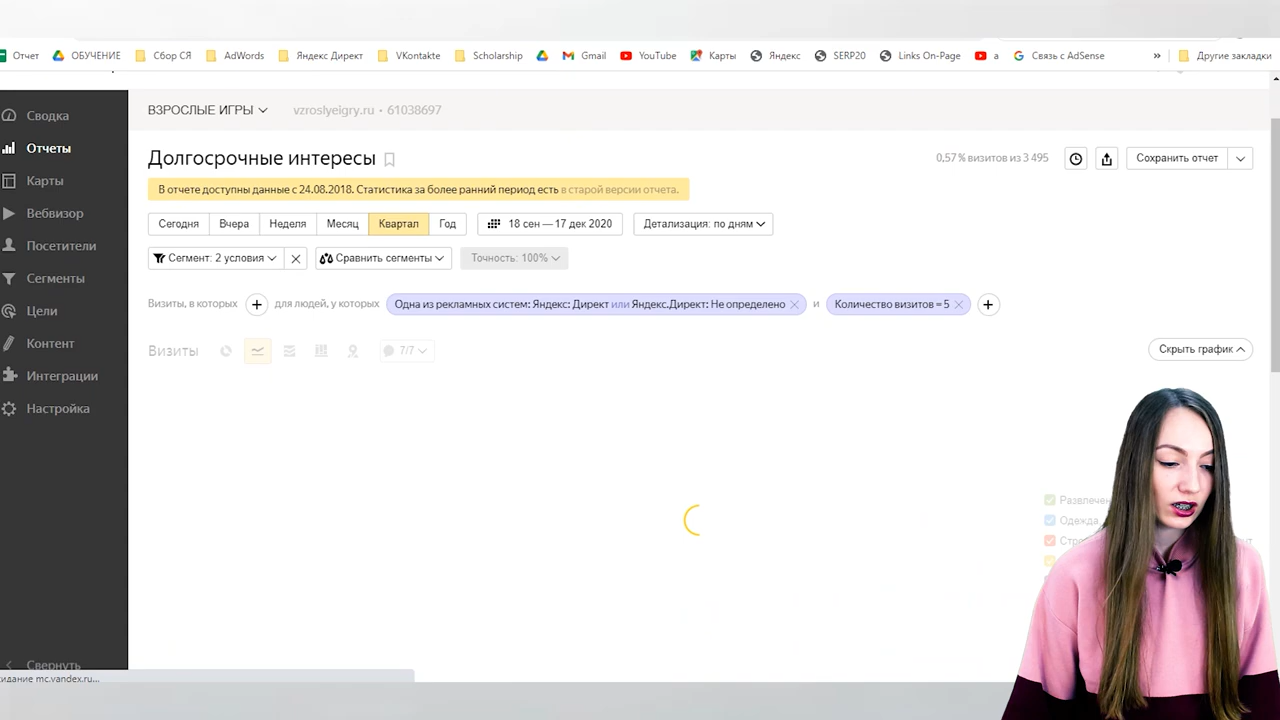 Отчет ОБУЧЕНИЕ Сбор СЯ AdWords Яндекс Директ VKontakte Scholarship Gmail YouTube Карты Яндекс SERP20 Links On-Page a Связь с AdSense » Другие закладки
Сводка
Отчеты
Карты
Вебвизор
Посетители
Сегменты
Цели
Контент
Интеграции
Настройка
Свернуть
ВЗРОСЛЫЕ ИГРЫ vzroslyeigry.ru • 61038697
Долгосрочные интересы 0,57 % визитов из 3 495 Сохранить отчет
В отчете доступны данные с 24.08.2018. Статистика за более ранний период есть в старой версии отчета.
Сегодня Вчера Неделя Месяц Квартал Год 18 сен — 17 дек 2020 Детализация: по дням
Сегмент: 2 условия Сравнить сегменты Точность: 100%
Визиты, в которых + для людей, у которых Одна из рекламных систем: Яндекс: Директ или Яндекс.Директ: Не определено и Количество визитов = 5 +
Визиты 7/7 Скрыть график
Одежда,
mc.yandex.ru...